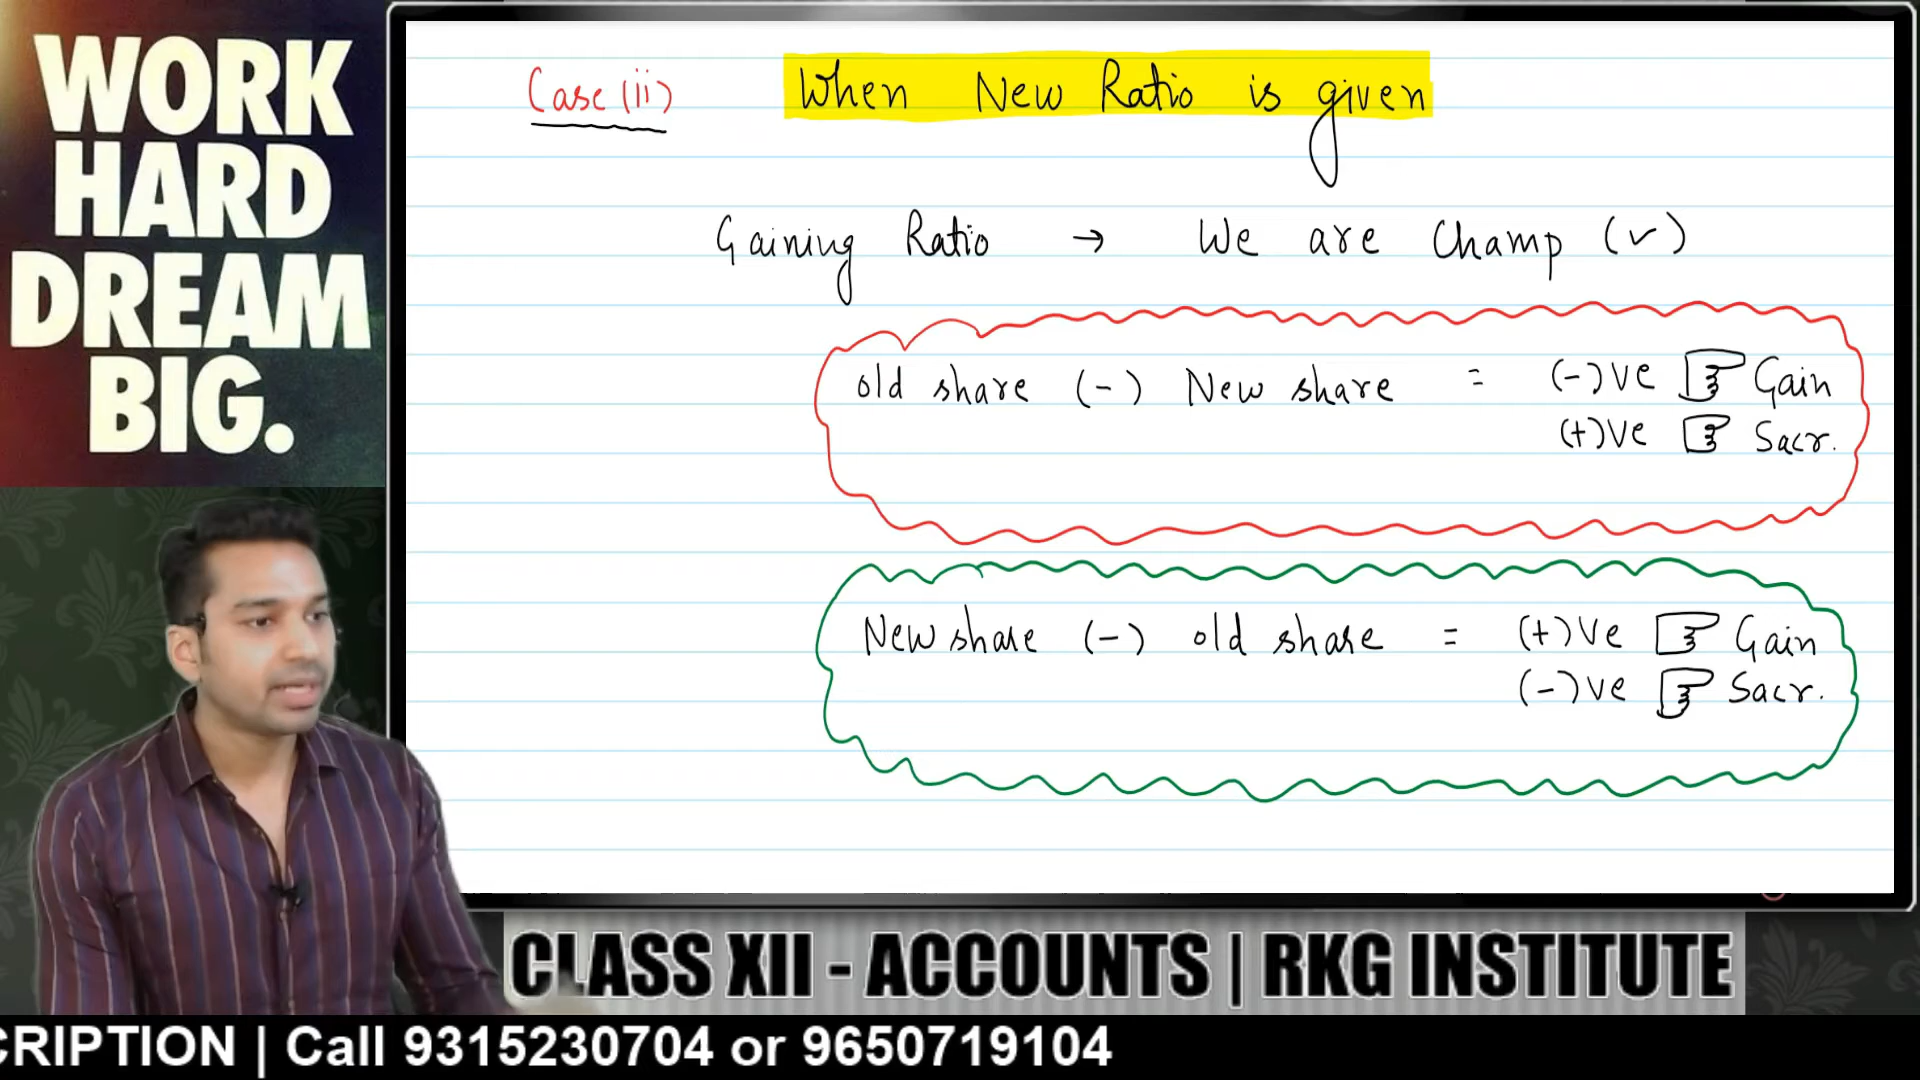 WORK
HARD
DREAM
BIG.
Case (ii) When New Ratio is given
Gaining Ratio → We are Champ (✓)
old share (-) New share = (-)ve ☞ Gain
(+)ve ☞ Sacr.
New share (-) old share = (+)ve ☞ Gain
(-)ve ☞ Sacr.
CLASS XII - ACCOUNTS | RKG INSTITUTE
CRIPTION | Call 9315230704 or 9650719104